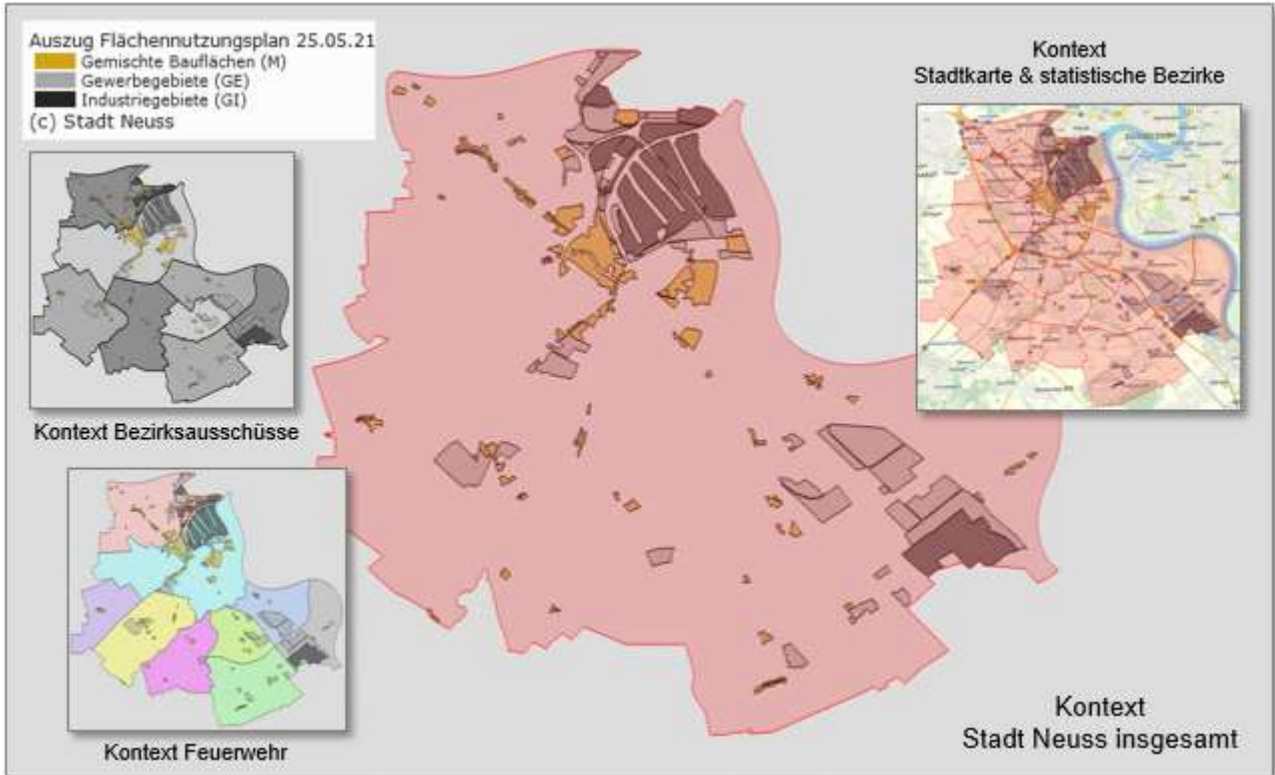 Auszug Flächennutzungsplan 25.05.21
Gemischte Bauflächen (M)
Gewerbegebiete (GE)
Industriegebiete (GI)
(c) Stadt Neuss
Kontext
Stadtkarte & statistische Bezirke
Kontext Bezirksausschüsse
Kontext Feuerwehr
Kontext
Stadt Neuss insgesamt